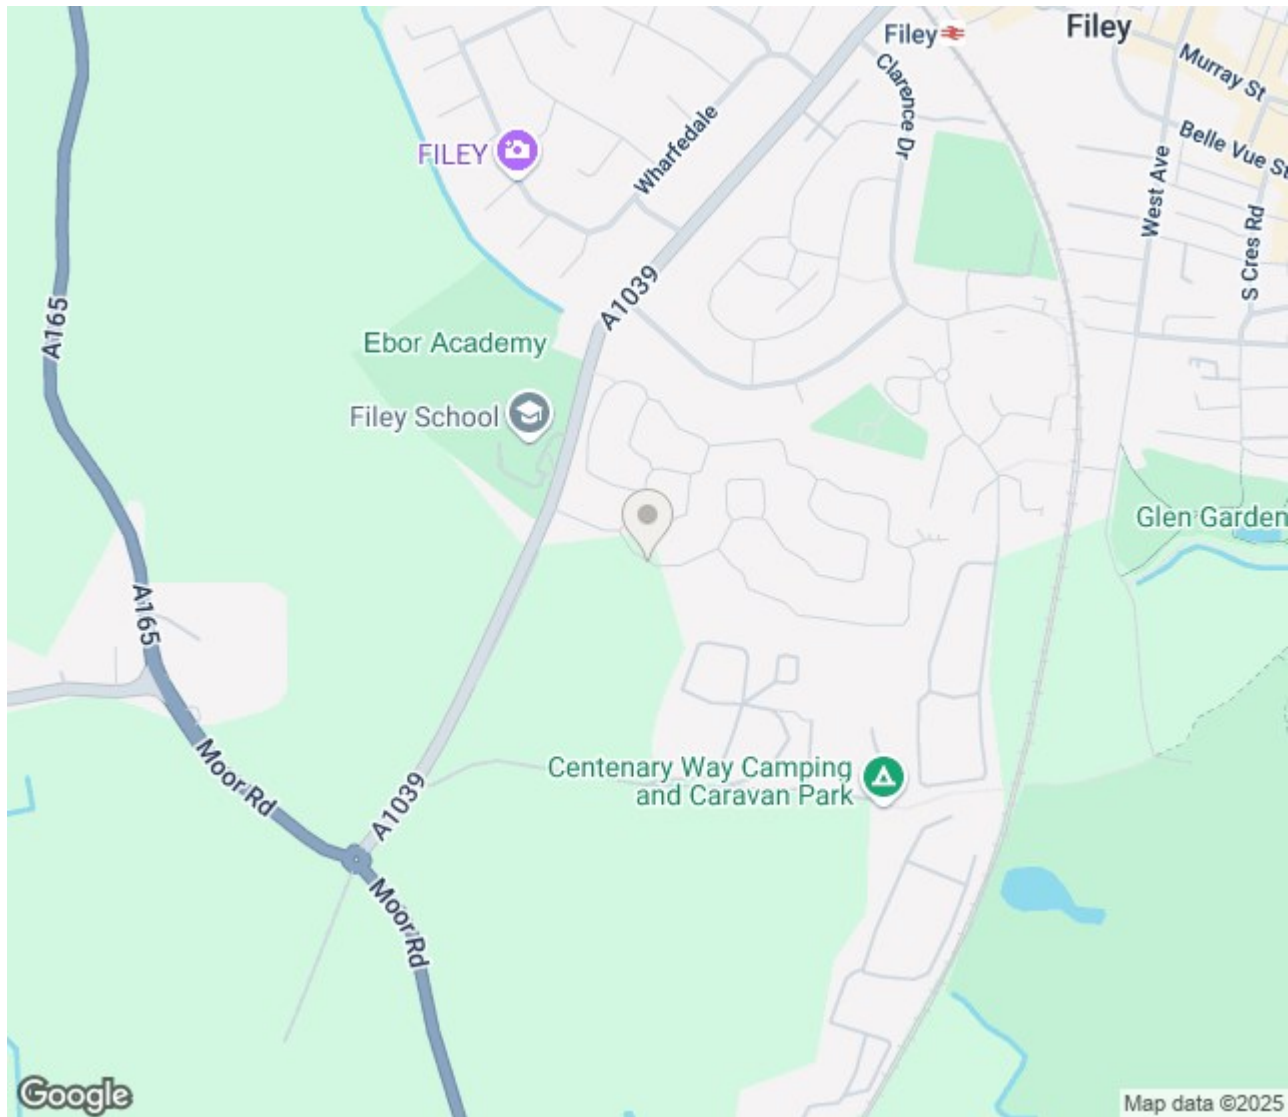 Filey
Filey
Murray St
Clarence Dr
Belle Vue St
FILEY
Wharfedale
West Ave
S Cres Rd
A1039
A165
Ebor Academy
Filey School
Glen Garden
A165
Moor Rd
Centenary Way Camping
and Caravan Park
A1039
Moor Rd
Google
Map data ©2025